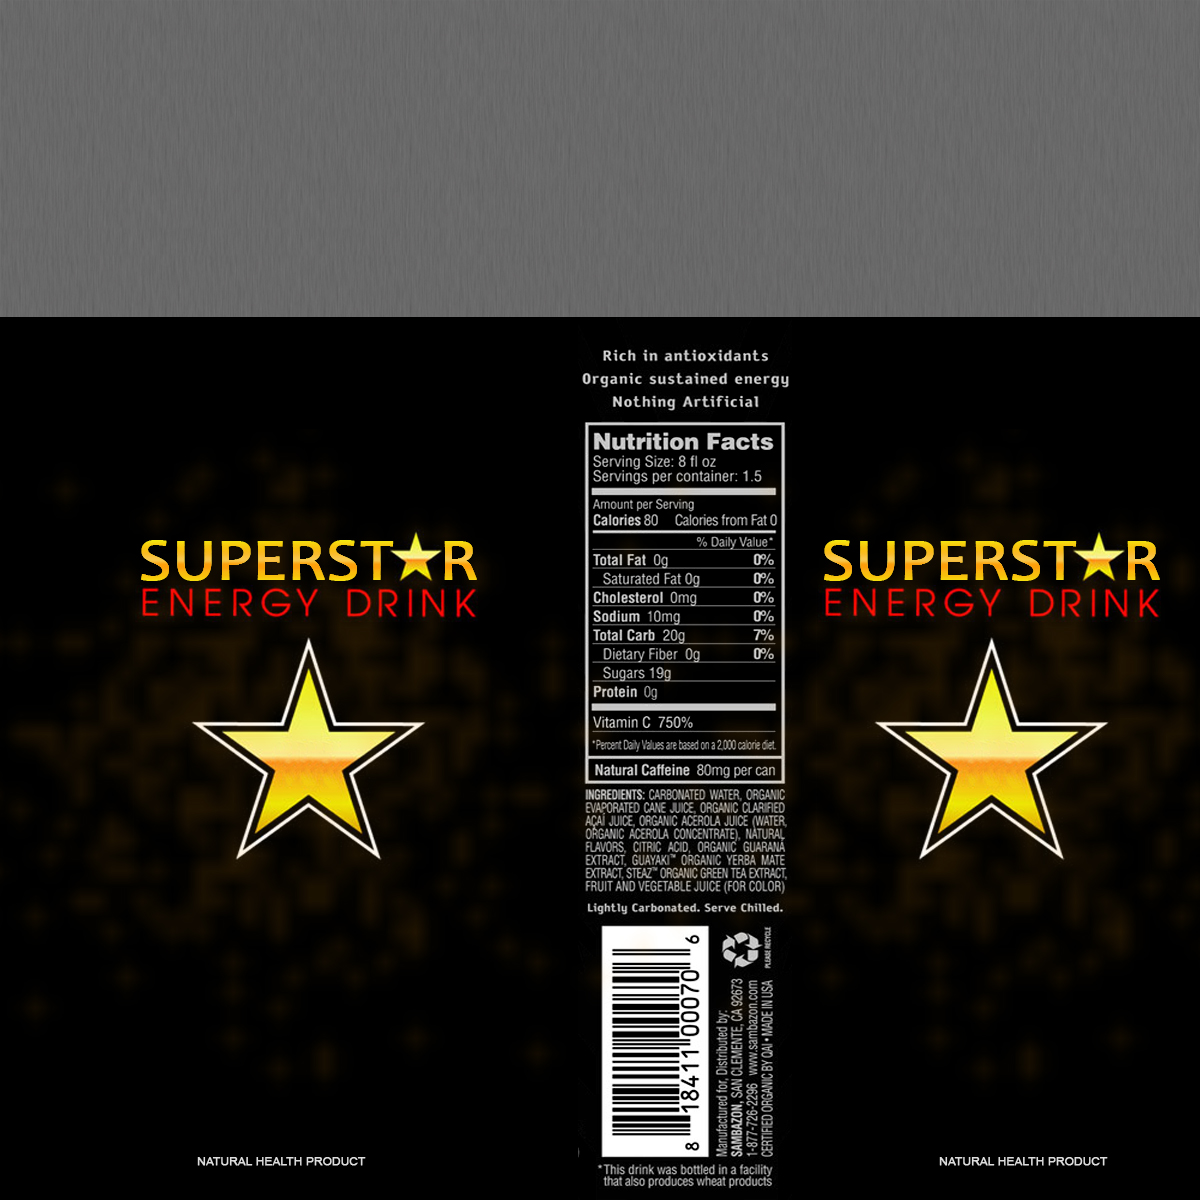 SUPERSTAR
ENERGY DRINK
NATURAL HEALTH PRODUCT
Rich in antioxidants
Organic sustained energy
Nothing Artificial
Nutrition Facts
Serving Size: 8 fl oz
Servings per container: 1.5
Amount per Serving
Calories 80 Calories from Fat 0
% Daily Value*
Total Fat 0g 0%
Saturated Fat 0g 0%
Cholesterol 0mg 0%
Sodium 10mg 0%
Total Carb 20g 7%
Dietary Fiber 0g 0%
Sugars 19g
Protein 0g
Vitamin C 750%
*Percent Daily Values are based on a 2,000 calorie diet.
Natural Caffeine 80mg per can
INGREDIENTS: CARBONATED WATER, ORGANIC
EVAPORATED CANE JUICE, ORGANIC CLARIFIED
AÇAÍ JUICE, ORGANIC ACEROLA JUICE (WATER,
ORGANIC ACEROLA CONCENTRATE), NATURAL
FLAVORS, CITRIC ACID, ORGANIC GUARANA
EXTRACT, GUAYAKI™ ORGANIC YERBA MATE
EXTRACT, STEAZ™ ORGANIC GREEN TEA EXTRACT,
FRUIT AND VEGETABLE JUICE (FOR COLOR)
Lightly Carbonated. Serve Chilled.
8 18411 00070 6
PLEASE RECYCLE
Manufactured for, Distributed by:
SAMBAZON, SAN CLEMENTE, CA 92673
1-877-726-2296 www.sambazon.com
CERTIFIED ORGANIC BY QAI • MADE IN USA
*This drink was bottled in a facility
that also produces wheat products
SUPERSTAR
ENERGY DRINK
NATURAL HEALTH PRODUCT